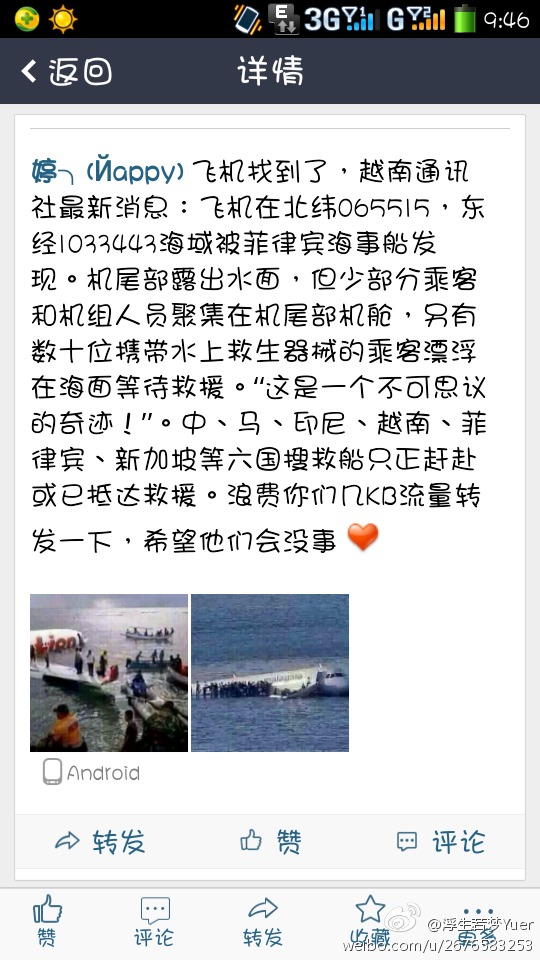 E 3G 1 G 2 9:46
返回 详情
婷╮(Йappy) 飞机找到了，越南通讯
社最新消息：飞机在北纬065515，东
经1033443海域被菲律宾海事船发
现。机尾部露出水面，但少部分乘客
和机组人员聚集在机尾部机舱，另有
数十位携带水上救生器械的乘客漂浮
在海面等待救援。“这是一个不可思议
的奇迹！”。中、马、印尼、越南、菲
律宾、新加坡等六国搜救船只正赶赴
或已抵达救援。浪费你们几KB流量转
发一下，希望他们会没事
lion
Android
转发 赞 评论
赞 评论 转发 收藏 更多
@浮生若梦Yuer
weibo.com/u/2676583253